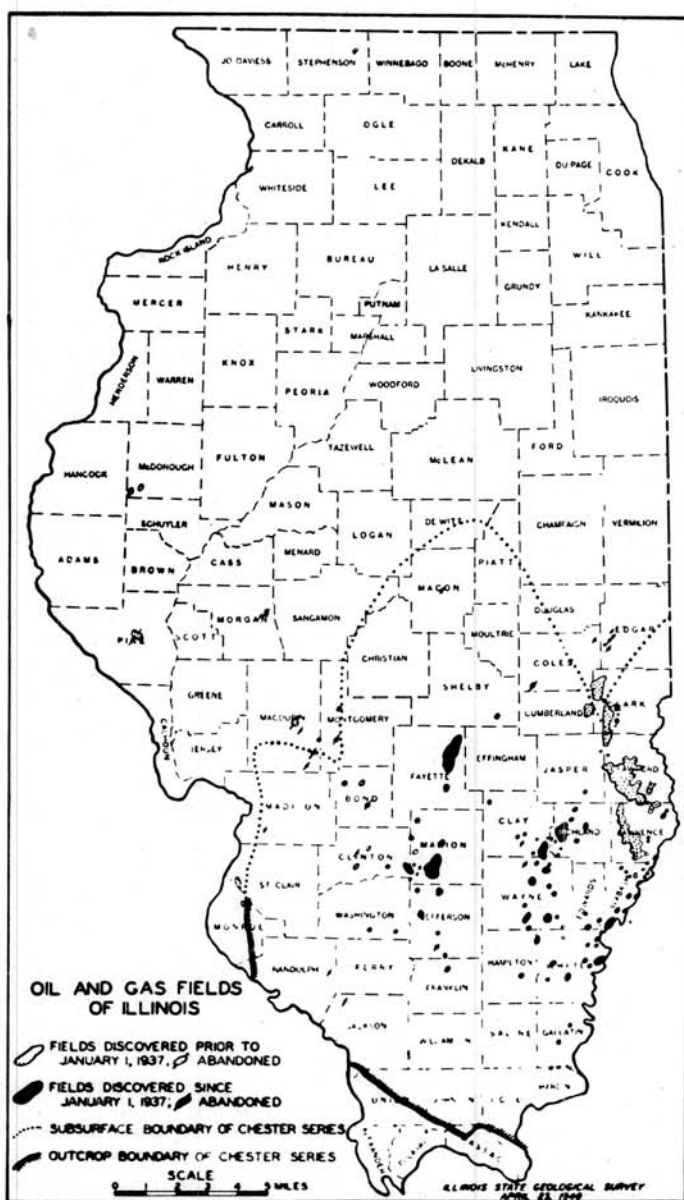 JO DAVIESS STEPHENSON WINNEBAGO BOONE McHENRY LAKE
CARROLL OGLE DEKALB KANE DU PAGE COOK
WHITESIDE LEE KENDALL
ROCK ISLAND HENRY BUREAU LA SALLE GRUNDY WILL
MERCER PUTNAM KANKAKEE
STARK MARSHALL
HENDERSON WARREN KNOX PEORIA WOODFORD LIVINGSTON IROQUOIS
HANCOCK McDONOUGH FULTON TAZEWELL McLEAN FORD
SCHUYLER MASON
ADAMS BROWN CASS MENARD LOGAN DE WITT PIATT CHAMPAIGN VERMILION
PIKE SCOTT MORGAN SANGAMON MACON MOULTRIE DOUGLAS EDGAR
CHRISTIAN COLES
GREENE SHELBY
CALHOUN JERSEY MACOUPIN MONTGOMERY CUMBERLAND
FAYETTE EFFINGHAM JASPER
MADISON BOND CLAY
CLINTON MARION LAWRENCE
ST CLAIR WAYNE EDWARDS
MONROE WASHINGTON JEFFERSON
RANDOLPH PERRY HAMILTON WHITE
FRANKLIN
JACKSON SALINE GALLATIN
ALEXANDER
OIL AND GAS FIELDS
OF ILLINOIS
FIELDS DISCOVERED PRIOR TO
JANUARY 1, 1937, ABANDONED
FIELDS DISCOVERED SINCE
JANUARY 1, 1937; ABANDONED
SUBSURFACE BOUNDARY OF CHESTER SERIES
OUTCROP BOUNDARY OF CHESTER SERIES
SCALE
MILES
ILLINOIS STATE GEOLOGICAL SURVEY